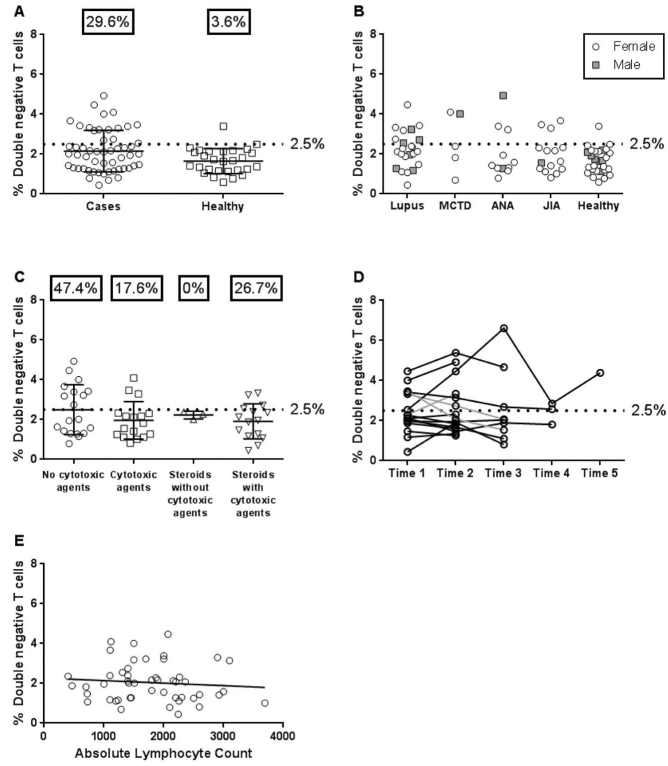 A
29.6%
3.6%
% Double negative T cells
8
6
4
2
0
2.5%
Cases
Healthy
B
Female
Male
% Double negative T cells
8
6
4
2
0
2.5%
Lupus
MCTD
ANA
JIA
Healthy
C
47.4%
17.6%
0%
26.7%
% Double negative T cells
8
6
4
2
0
2.5%
No cytotoxic
agents
Cytotoxic
agents
Steroids
without
cytotoxic
agents
Steroids
with
cytotoxic
agents
D
% Double negative T cells
8
6
4
2
0
2.5%
Time 1
Time 2
Time 3
Time 4
Time 5
E
% Double negative T cells
8
6
4
2
0
0
1000
2000
3000
4000
Absolute Lymphocyte Count